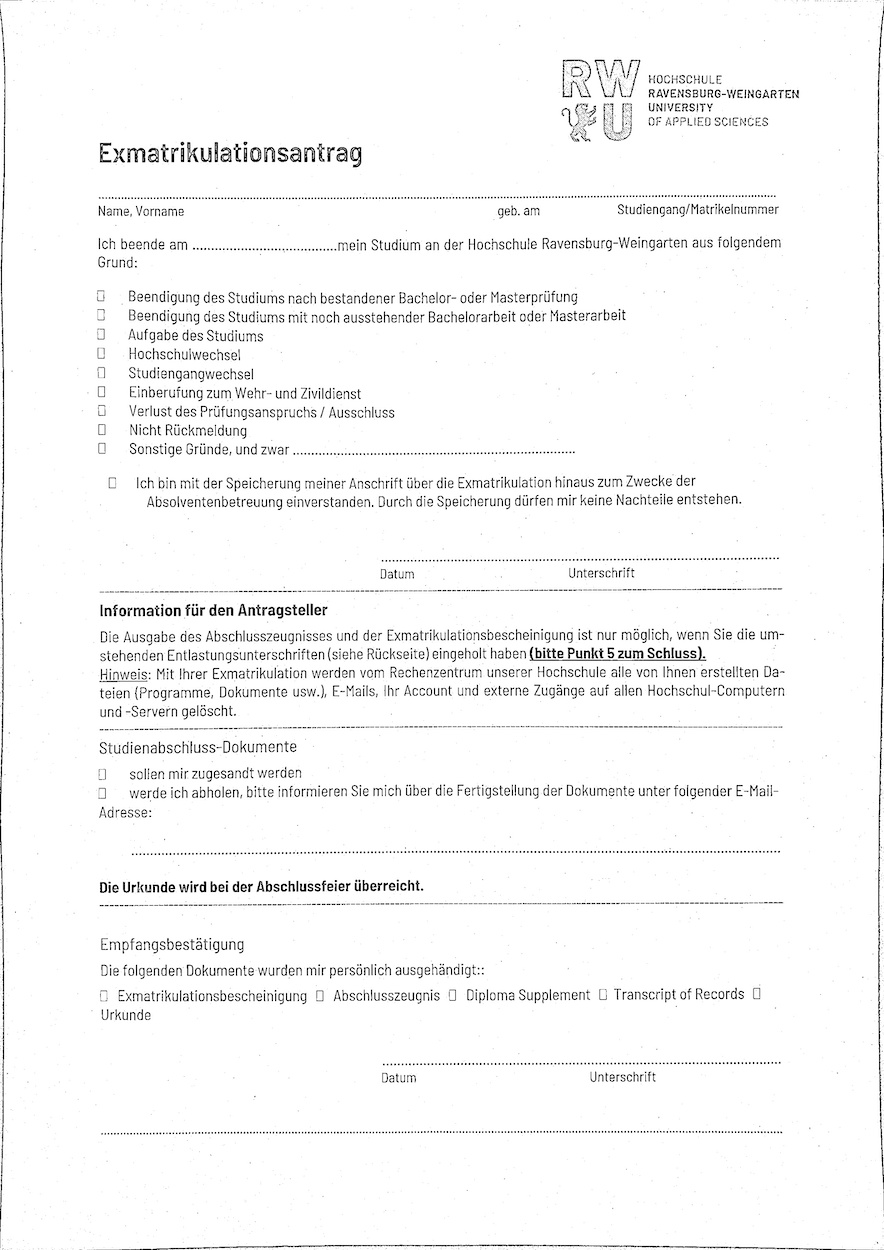 RW
U
HOCHSCHULE
RAVENSBURG-WEINGARTEN
UNIVERSITY
OF APPLIED SCIENCES
Exmatrikulationsantrag
Name, Vorname geb. am Studiengang/Matrikelnummer
Ich beende am ......................................mein Studium an der Hochschule Ravensburg-Weingarten aus folgendem
Grund:
Beendigung des Studiums nach bestandener Bachelor- oder Masterprüfung
Beendigung des Studiums mit noch ausstehender Bachelorarbeit oder Masterarbeit
Aufgabe des Studiums
Hochschulwechsel
Studiengangwechsel
Einberufung zum Wehr- und Zivildienst
Verlust des Prüfungsanspruchs / Ausschluss
Nicht Rückmeldung
Sonstige Gründe, und zwar ..........................................................................
Ich bin mit der Speicherung meiner Anschrift über die Exmatrikulation hinaus zum Zwecke der
Absolventenbetreuung einverstanden. Durch die Speicherung dürfen mir keine Nachteile entstehen.
Datum Unterschrift
Information für den Antragsteller
Die Ausgabe des Abschlusszeugnisses und der Exmatrikulationsbescheinigung ist nur möglich, wenn Sie die um-
stehenden Entlastungsunterschriften (siehe Rückseite) eingeholt haben (bitte Punkt 5 zum Schluss).
Hinweis: Mit Ihrer Exmatrikulation werden vom Rechenzentrum unserer Hochschule alle von Ihnen erstellten Da-
teien (Programme, Dokumente usw.), E-Mails, Ihr Account und externe Zugänge auf allen Hochschul-Computern
und -Servern gelöscht.
Studienabschluss-Dokumente
sollen mir zugesandt werden
werde ich abholen, bitte informieren Sie mich über die Fertigstellung der Dokumente unter folgender E-Mail-
Adresse:
Die Urkunde wird bei der Abschlussfeier überreicht.
Empfangsbestätigung
Die folgenden Dokumente wurden mir persönlich ausgehändigt::
Exmatrikulationsbescheinigung Abschlusszeugnis Diploma Supplement Transcript of Records
Urkunde
Datum Unterschrift